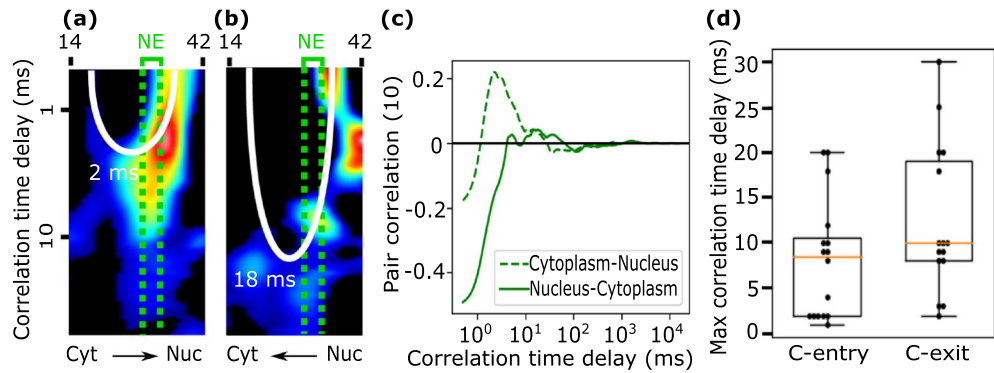 (a)
(b)
(c)
(d)
14
NE
42
14
NE
42
Correlation time delay (ms)
1
10
2 ms
18 ms
Cyt → Nuc
Cyt ← Nuc
Pair correlation (10)
0.2
0
-0.2
-0.4
Cytoplasm-Nucleus
Nucleus-Cytoplasm
10⁰
10¹
10²
10³
10⁴
Correlation time delay (ms)
Max correlation time delay (ms)
30
25
20
15
10
5
0
C-entry
C-exit